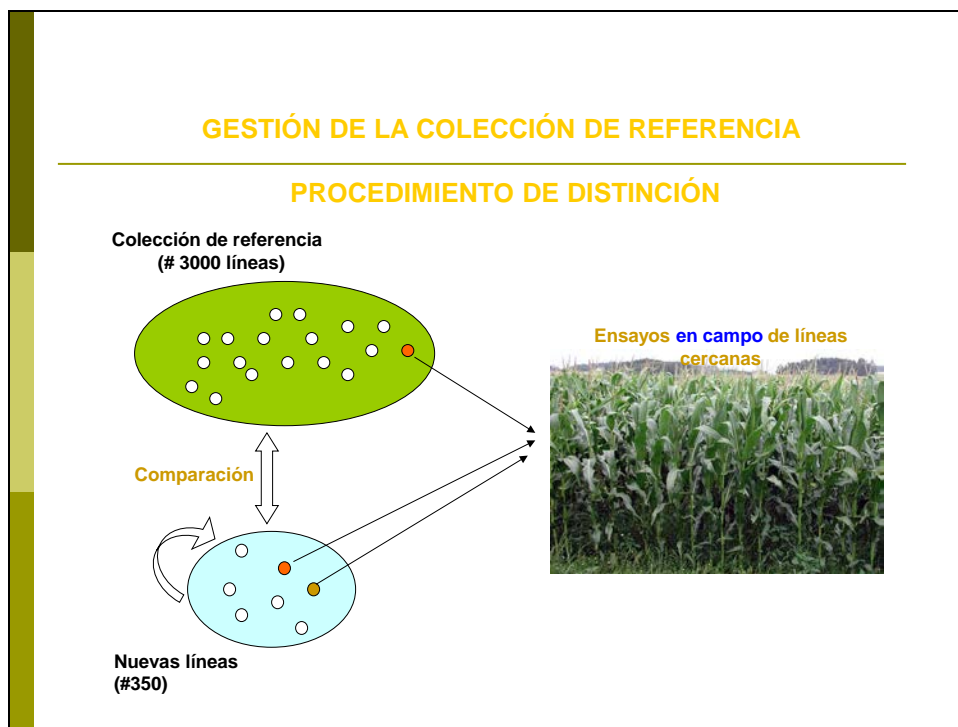 GESTIÓN DE LA COLECCIÓN DE REFERENCIA
PROCEDIMIENTO DE DISTINCIÓN
Colección de referencia
(# 3000 líneas)
Ensayos en campo de líneas
cercanas
Comparación
Nuevas líneas
(#350)